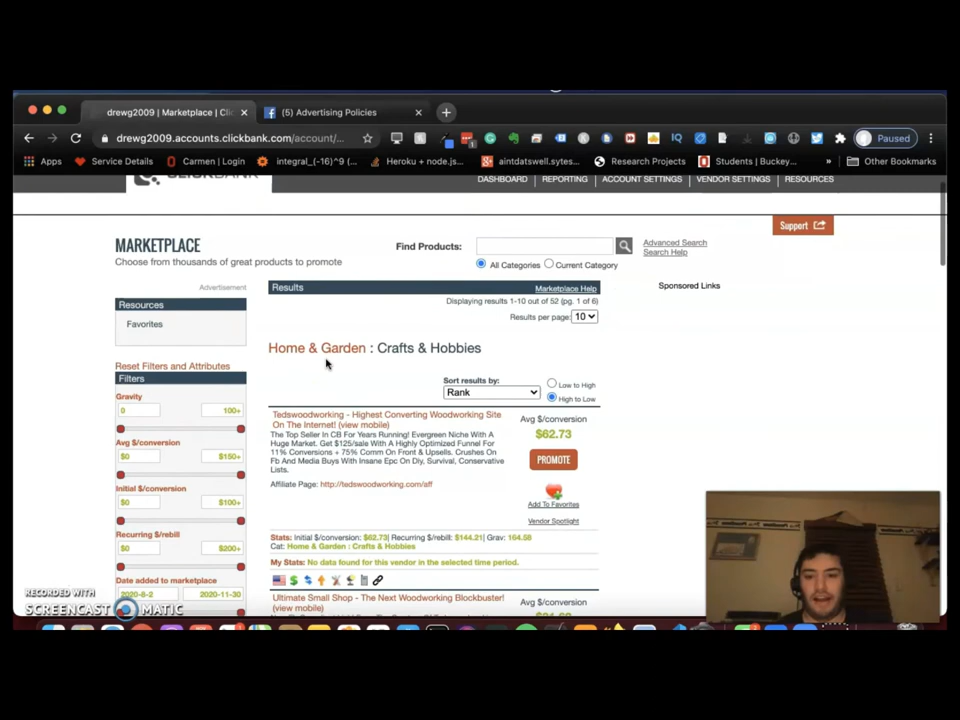 drewg2009 | Marketplace | Cli
(5) Advertising Policies
drewg2009.accounts.clickbank.com/account/...
Paused
Apps
Service Details
Carmen | Login
integral_(-16)^9 (...
Heroku + node.js...
aintdatswell.sytes...
Research Projects
Students | Buckey...
»
Other Bookmarks
DASHBOARD
REPORTING
ACCOUNT SETTINGS
VENDOR SETTINGS
RESOURCES
Support
MARKETPLACE
Choose from thousands of great products to promote
Find Products:
Advanced Search
Search Help
All Categories
Current Category
Advertisement
Resources
Favorites
Reset Filters and Attributes
Filters
Gravity
0
100+
Avg $/conversion
$0
$150+
Initial $/conversion
$0
$100+
Recurring $/rebill
$0
$200+
Date added to marketplace
2020-8-2
2020-11-30
Results
Marketplace Help
Displaying results 1-10 out of 52 (pg. 1 of 6)
Results per page: 10
Sponsored Links
Home & Garden : Crafts & Hobbies
Sort results by:
Rank
Low to High
High to Low
Tedswoodworking - Highest Converting Woodworking Site
On The Internet! (view mobile)
The Top Seller In CB For Years Running! Evergreen Niche With A
Huge Market. Get $125/sale With A Highly Optimized Funnel For
11% Conversions + 75% Comm On Front & Upsells. Crushes On
Fb And Media Buys With Insane Epc On Diy, Survival, Conservative
Lists.
Affiliate Page: http://tedswoodworking.com/aff
Avg $/conversion
$62.73
PROMOTE
Add To Favorites
Vendor Spotlight
Stats: Initial $/conversion: $62.73| Recurring $/rebill: $144.21| Grav: 164.58
Cat: Home & Garden : Crafts & Hobbies
My Stats: No data found for this vendor in the selected time period.
Ultimate Small Shop - The Next Woodworking Blockbuster!
(view mobile)
Avg $/conversion
RECORDED WITH
SCREENCAST MATIC